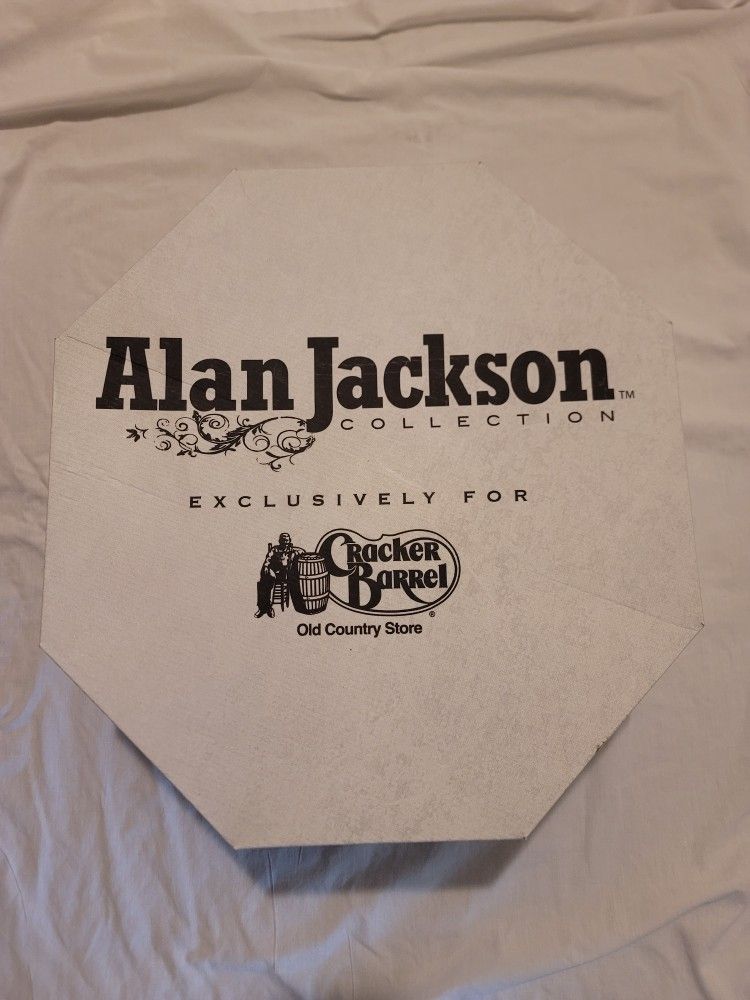 Alan Jackson™
COLLECTION
EXCLUSIVELY FOR
Cracker
Barrel®
Old Country Store